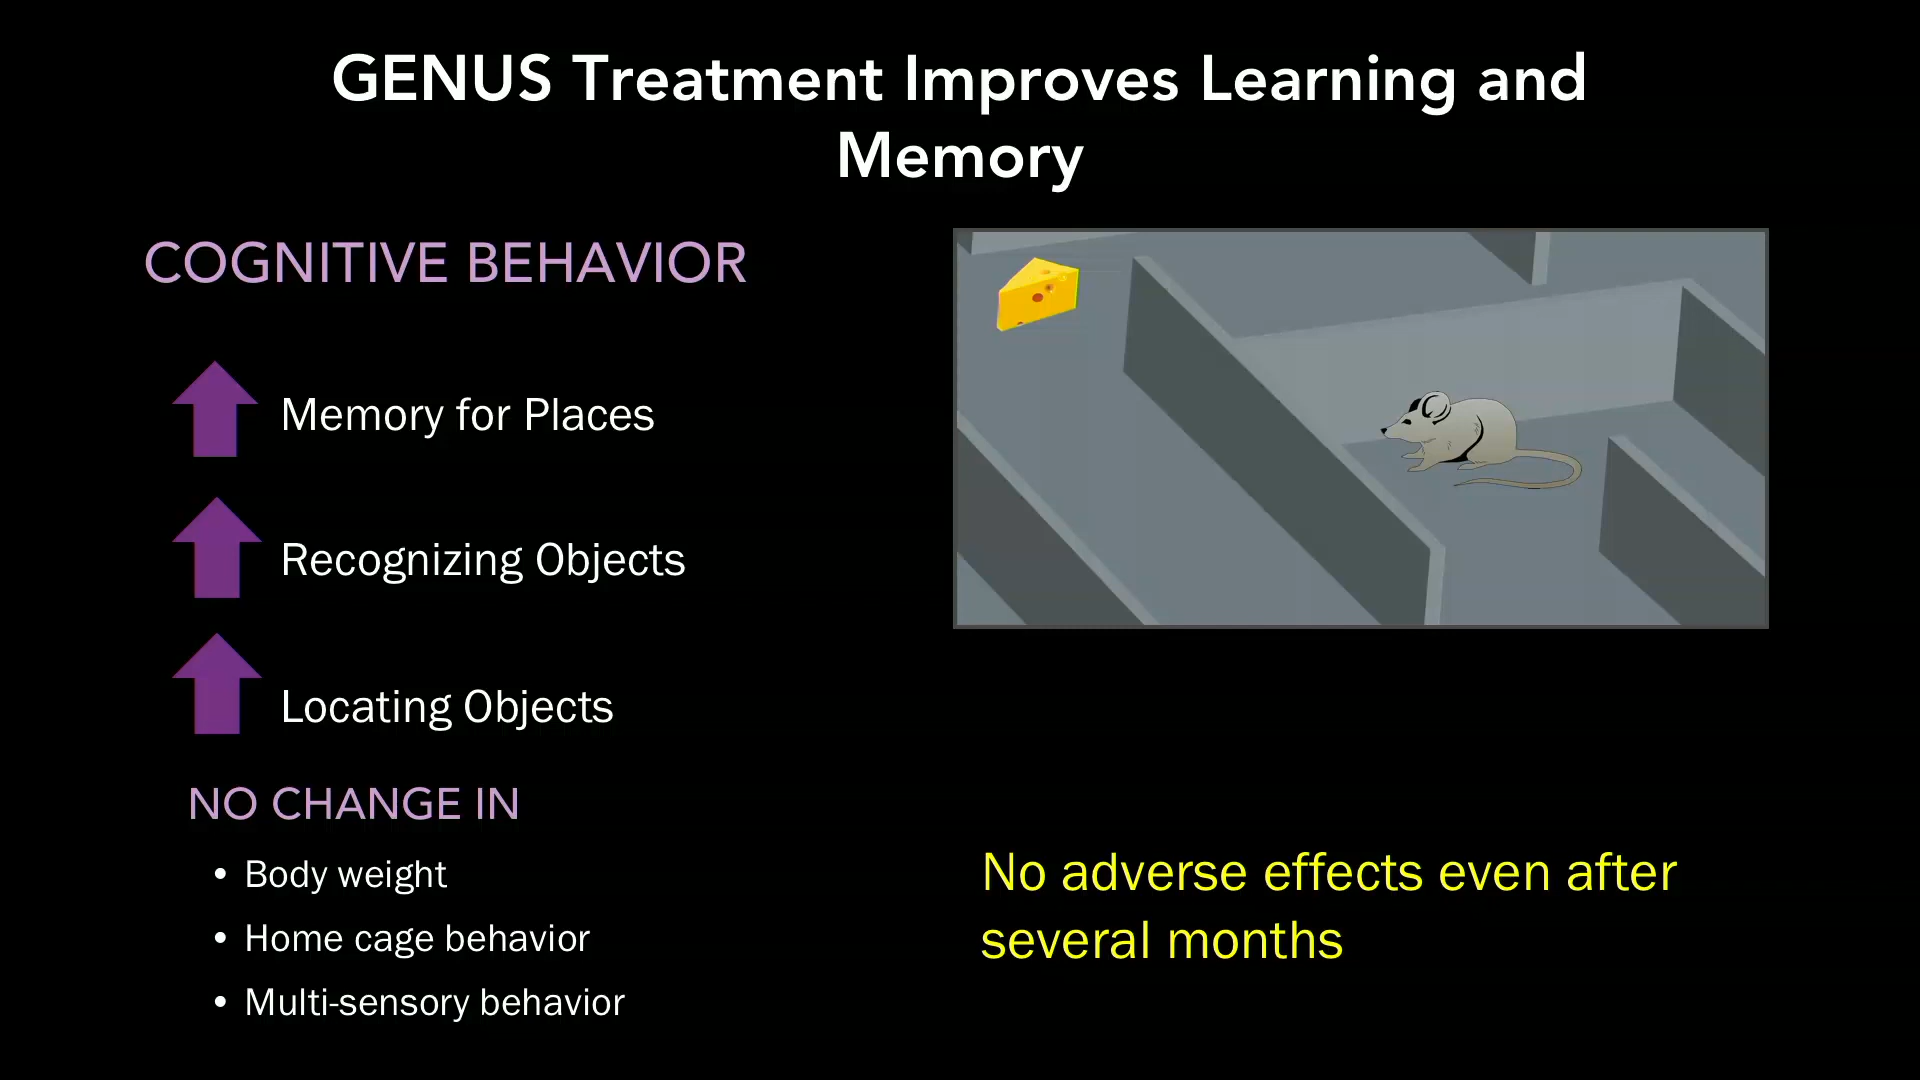 GENUS Treatment Improves Learning and
Memory
COGNITIVE BEHAVIOR
Memory for Places
Recognizing Objects
Locating Objects
NO CHANGE IN
• Body weight
• Home cage behavior
• Multi-sensory behavior
No adverse effects even after
several months